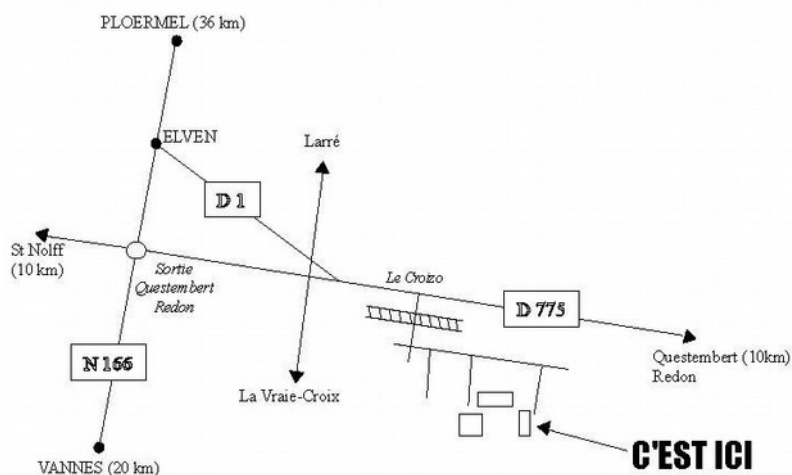 PLOERMEL (36 km)
ELVEN
Larré
D 1
St Nolff
(10 km)
Sortie
Questembert
Redon
Le Croizo
D 775
N 166
Questembert (10km)
Redon
La Vraie-Croix
C'EST ICI
VANNES (20 km)